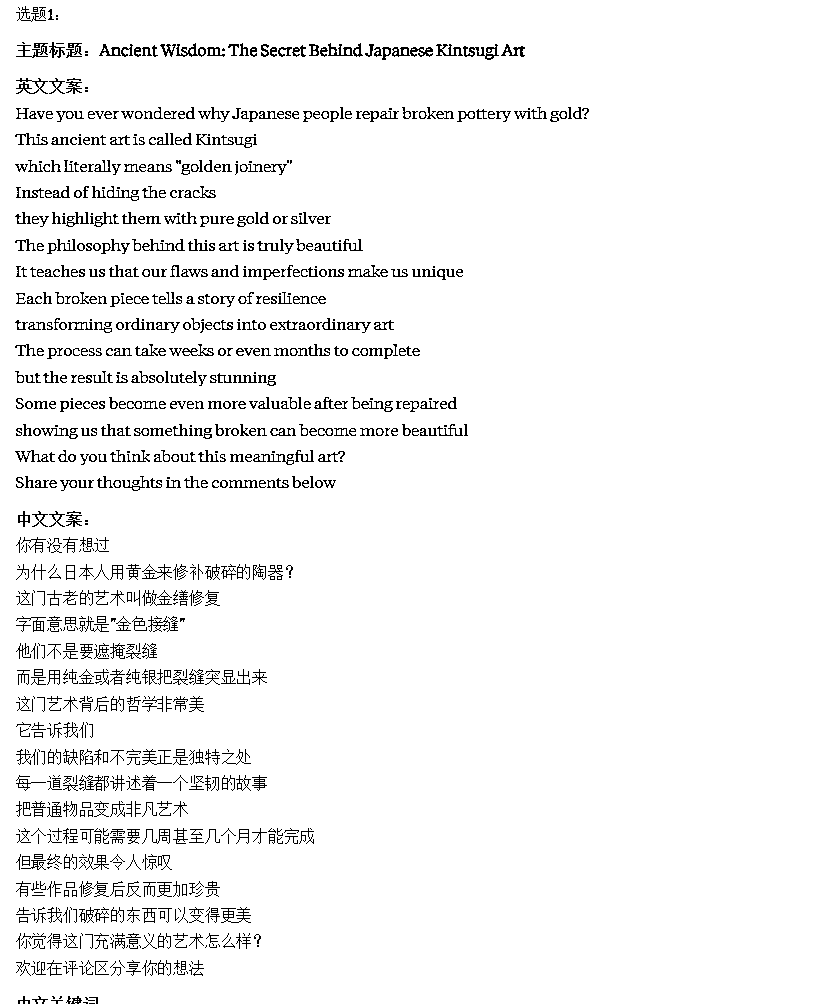 选题1：
主题标题：Ancient Wisdom: The Secret Behind Japanese Kintsugi Art
英文文案：
Have you ever wondered why Japanese people repair broken pottery with gold?
This ancient art is called Kintsugi
which literally means "golden joinery"
Instead of hiding the cracks
they highlight them with pure gold or silver
The philosophy behind this art is truly beautiful
It teaches us that our flaws and imperfections make us unique
Each broken piece tells a story of resilience
transforming ordinary objects into extraordinary art
The process can take weeks or even months to complete
but the result is absolutely stunning
Some pieces become even more valuable after being repaired
showing us that something broken can become more beautiful
What do you think about this meaningful art?
Share your thoughts in the comments below
中文文案：
你有没有想过
为什么日本人用黄金来修补破碎的陶器？
这门古老的艺术叫做金缮修复
字面意思就是"金色接缝"
他们不是要遮掩裂缝
而是用纯金或者纯银把裂缝突显出来
这门艺术背后的哲学非常美
它告诉我们
我们的缺陷和不完美正是独特之处
每一道裂缝都讲述着一个坚韧的故事
把普通物品变成非凡艺术
这个过程可能需要几周甚至几个月才能完成
但最终的效果令人惊叹
有些作品修复后反而更加珍贵
告诉我们破碎的东西可以变得更美
你觉得这门充满意义的艺术怎么样？
欢迎在评论区分享你的想法
中文关键词